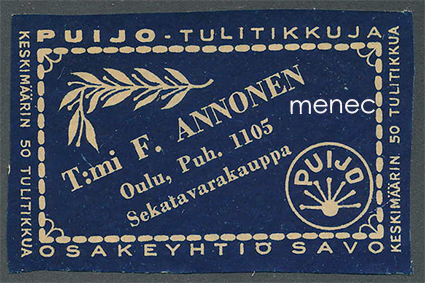 PUIJO-TULITIKKUJA
KESKIMÄÄRIN 50 TULITIKKUA
T:mi F. ANNONEN
Oulu, Puh. 1105
Sekatavarakauppa
menec
PUIJO
KESKIMÄÄRIN 50 TULITIKKUA
OSAKEYHTIÖ SAVO